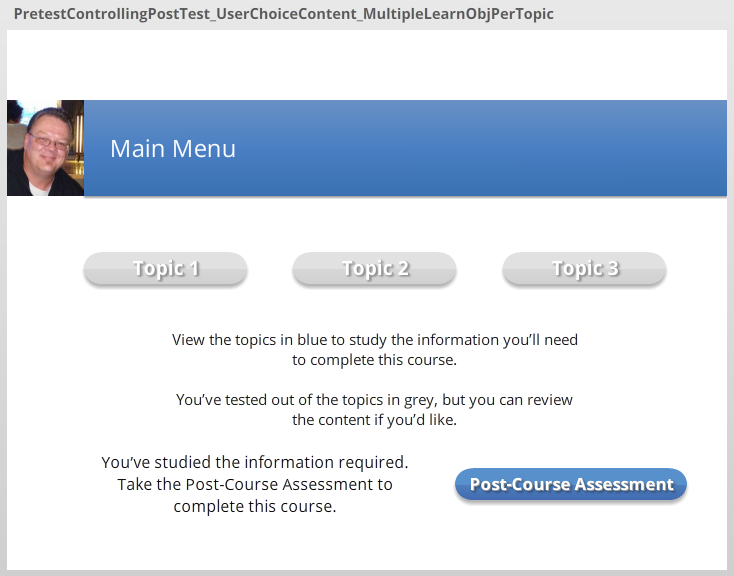 PretestControllingPostTest_UserChoiceContent_MultipleLearnObjPerTopic
Main Menu
Topic 1
Topic 2
Topic 3
View the topics in blue to study the information you’ll need
to complete this course.
You’ve tested out of the topics in grey, but you can review
the content if you’d like.
You’ve studied the information required.
Take the Post-Course Assessment to
complete this course.
Post-Course Assessment